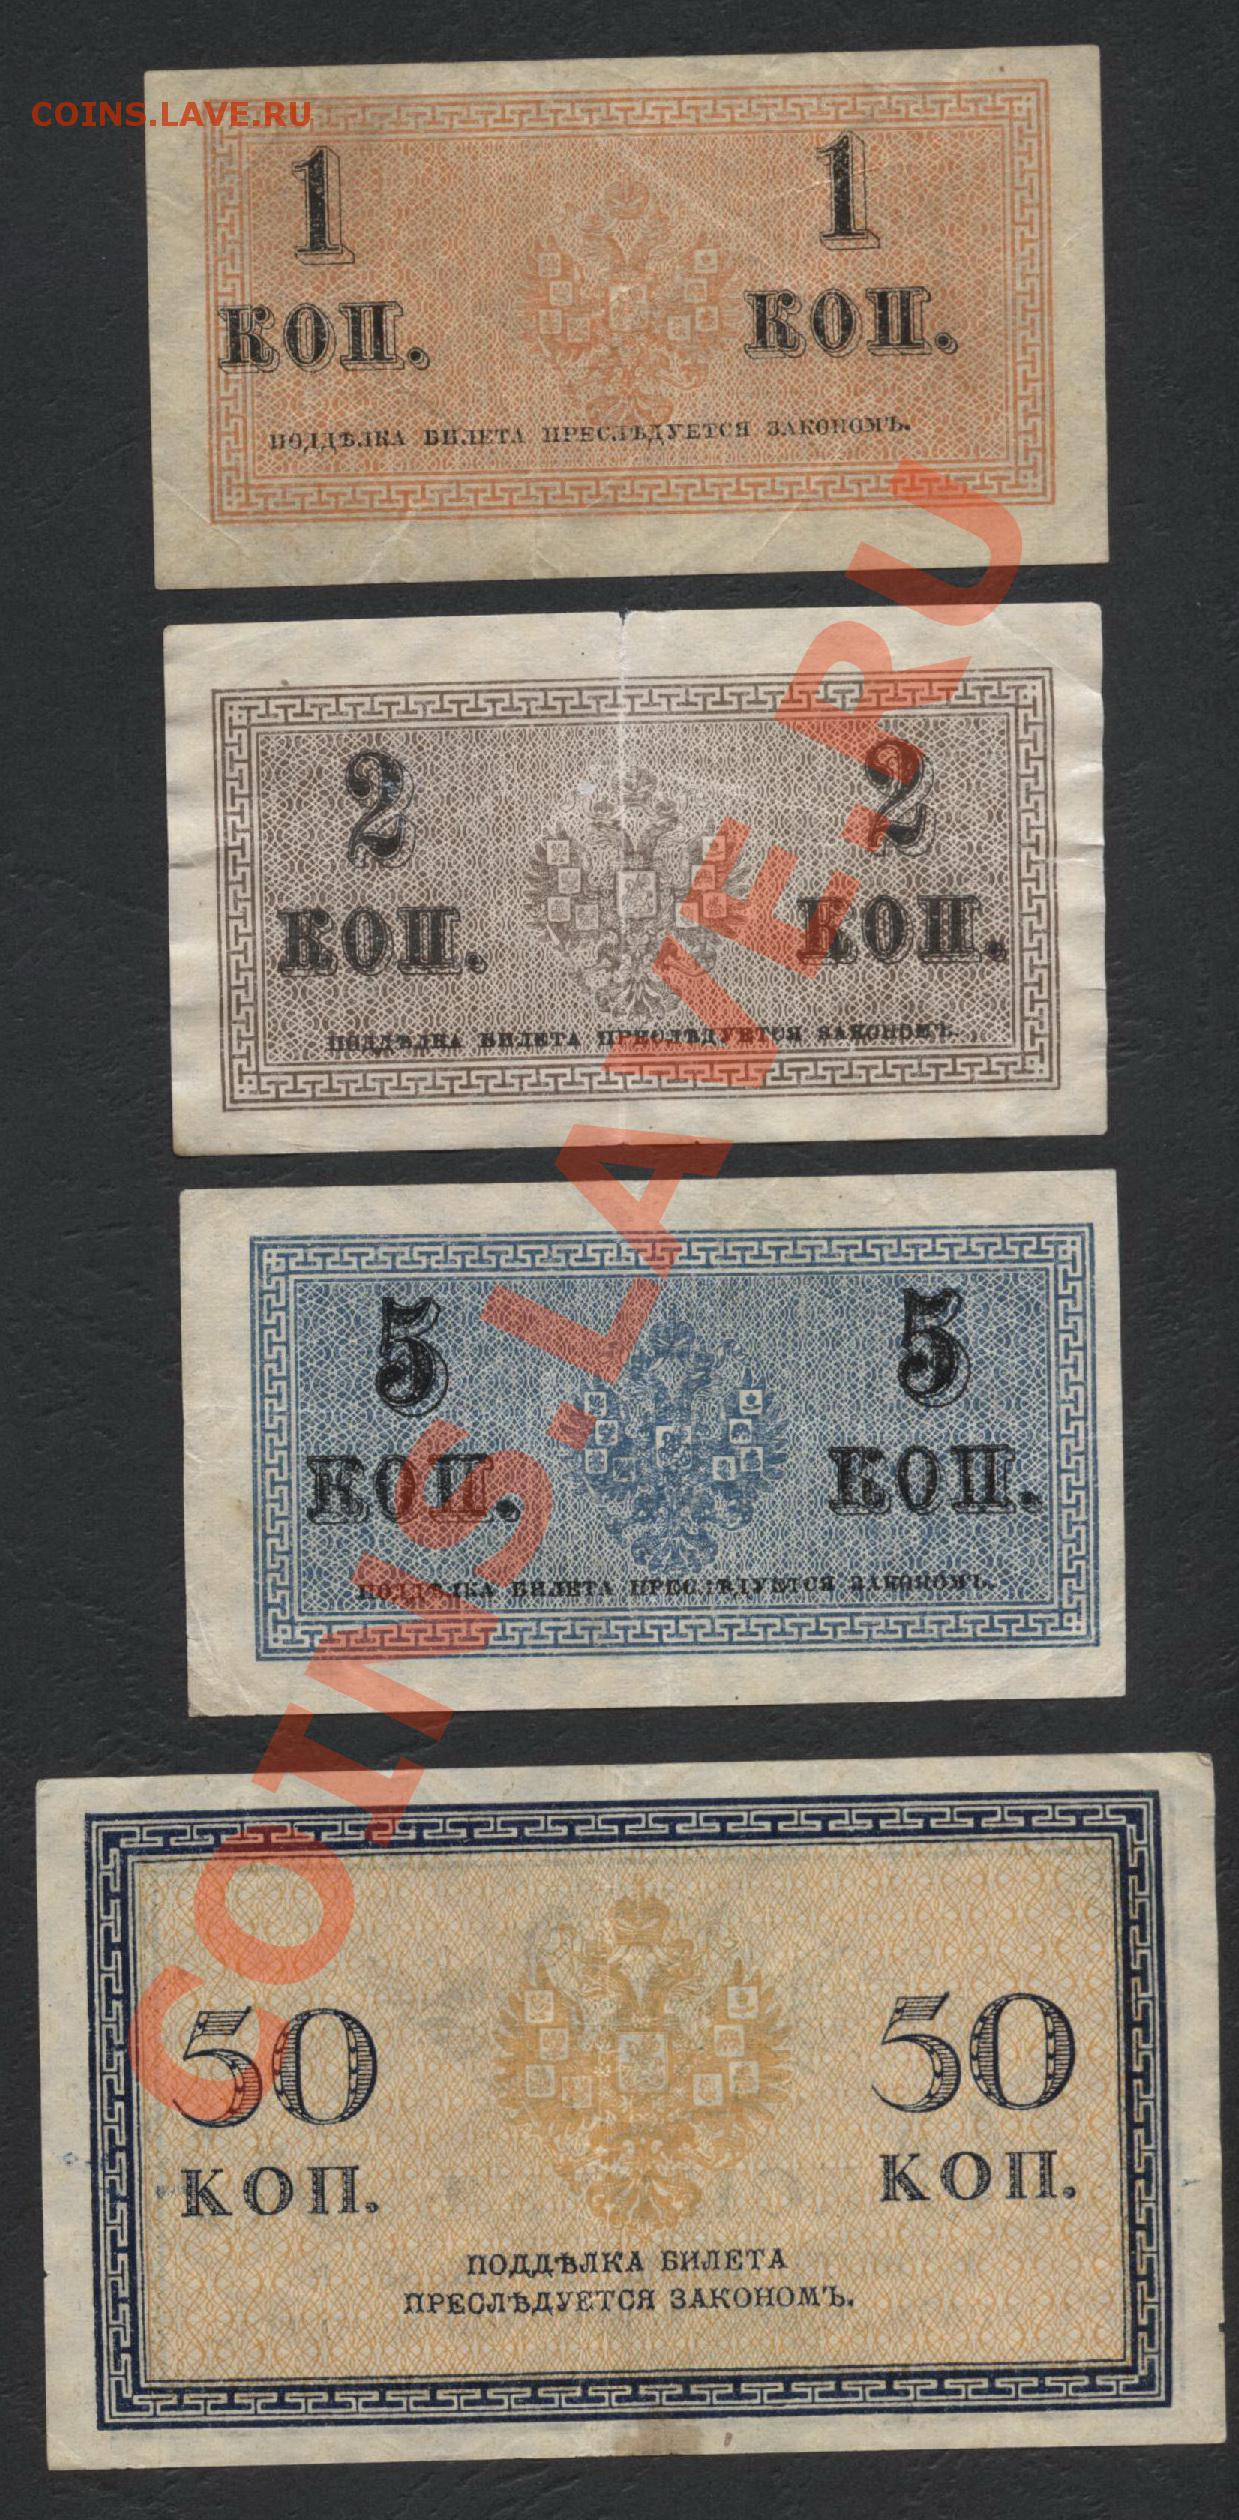 COINS.LAVE.RU
1 1
КОП. КОП.
ПОДДѢЛКА БИЛЕТА ПРЕСЛѢДУЕТСЯ ЗАКОНОМЪ.
2 2
КОП. КОП.
ПОДДѢЛКА БИЛЕТА ПРЕСЛѢДУЕТСЯ ЗАКОНОМЪ.
5 5
КОП. КОП.
ПОДДѢЛКА БИЛЕТА ПРЕСЛѢДУЕТСЯ ЗАКОНОМЪ.
50 50
КОП. КОП.
ПОДДѢЛКА БИЛЕТА
ПРЕСЛѢДУЕТСЯ ЗАКОНОМЪ.
COINS.LAVE.RU